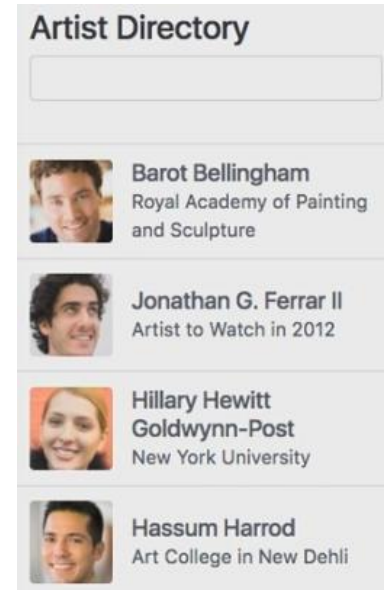 Artist Directory
Barot Bellingham
Royal Academy of Painting
and Sculpture
Jonathan G. Ferrar II
Artist to Watch in 2012
Hillary Hewitt
Goldwynn-Post
New York University
Hassum Harrod
Art College in New Dehli